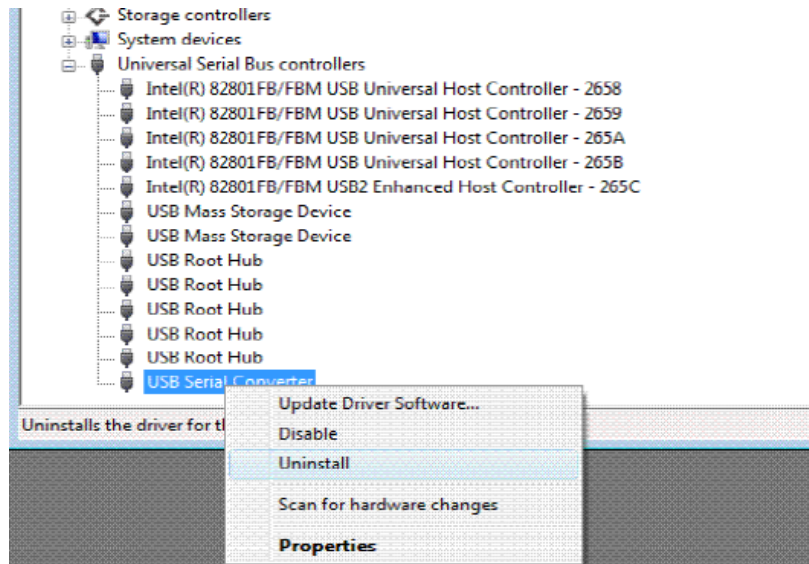 Storage controllers
System devices
Universal Serial Bus controllers
Intel(R) 82801FB/FBM USB Universal Host Controller - 2658
Intel(R) 82801FB/FBM USB Universal Host Controller - 2659
Intel(R) 82801FB/FBM USB Universal Host Controller - 265A
Intel(R) 82801FB/FBM USB Universal Host Controller - 265B
Intel(R) 82801FB/FBM USB2 Enhanced Host Controller - 265C
USB Mass Storage Device
USB Mass Storage Device
USB Root Hub
USB Root Hub
USB Root Hub
USB Root Hub
USB Root Hub
USB Serial Converter
Update Driver Software...
Uninstalls the driver for
Disable
Uninstall
Scan for hardware changes
Properties